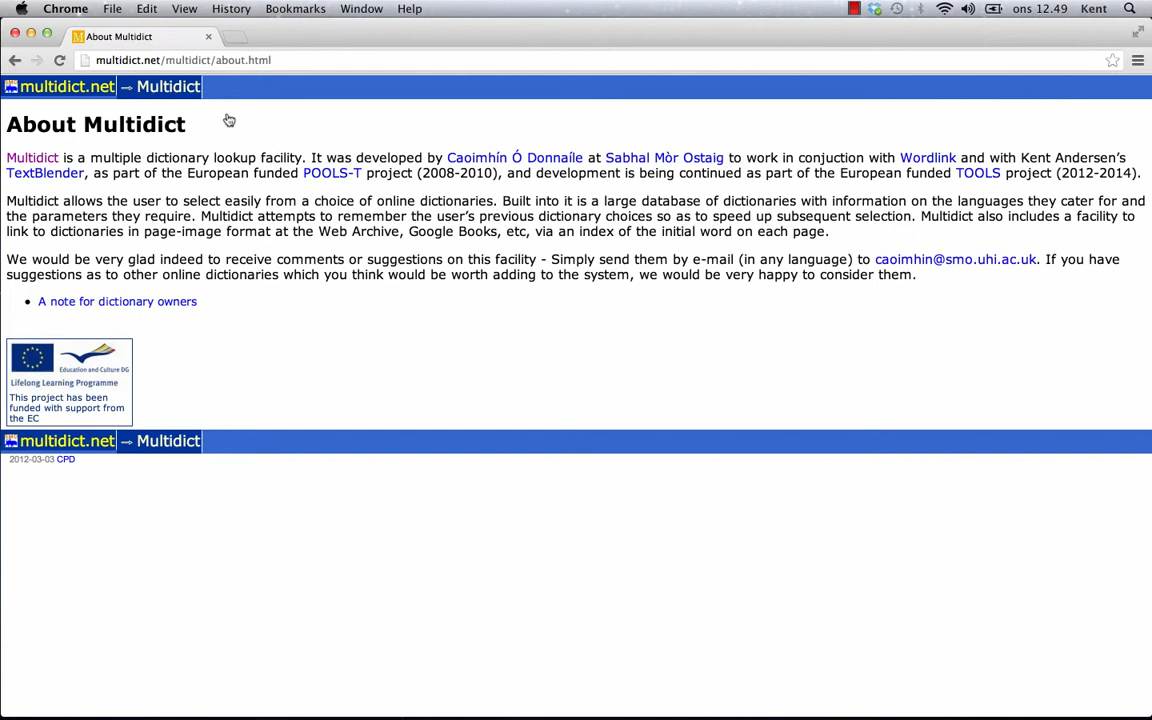 Chrome File Edit View History Bookmarks Window Help ons 12.49 Kent
About Multidict
multidict.net/multidict/about.html
multidict.net → Multidict
About Multidict
Multidict is a multiple dictionary lookup facility. It was developed by Caoimhín Ó Donnaíle at Sabhal Mòr Ostaig to work in conjuction with Wordlink and with Kent Andersen’s
TextBlender, as part of the European funded POOLS-T project (2008-2010), and development is being continued as part of the European funded TOOLS project (2012-2014).
Multidict allows the user to select easily from a choice of online dictionaries. Built into it is a large database of dictionaries with information on the languages they cater for and
the parameters they require. Multidict attempts to remember the user’s previous dictionary choices so as to speed up subsequent selection. Multidict also includes a facility to
link to dictionaries in page-image format at the Web Archive, Google Books, etc, via an index of the initial word on each page.
We would be very glad indeed to receive comments or suggestions on this facility - Simply send them by e-mail (in any language) to caoimhin@smo.uhi.ac.uk. If you have
suggestions as to other online dictionaries which you think would be worth adding to the system, we would be very happy to consider them.
• A note for dictionary owners
Education and Culture DG
Lifelong Learning Programme
This project has been
funded with support from
the EC
multidict.net → Multidict
2012-03-03 CPD